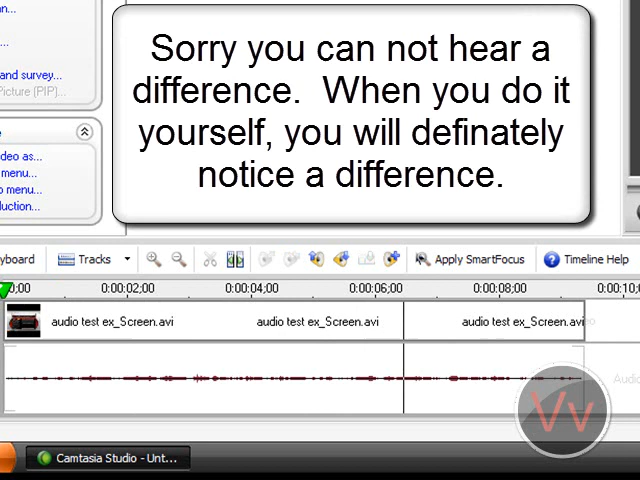 Sorry you can not hear a
difference. When you do it
yourself, you will definately
notice a difference.
n...
...
and survey...
Picture (PIP)...
e
deo as...
menu...
o menu...
duction...
yboard Tracks Apply SmartFocus Timeline Help
0;00 0:00:02;00 0:00:04;00 0:00:06;00 0:00:08;00 0:00:10;0
audio test ex_Screen.avi audio test ex_Screen.avi audio test ex_Screen.avi
Audio
Vv
Camtasia Studio - Unt...